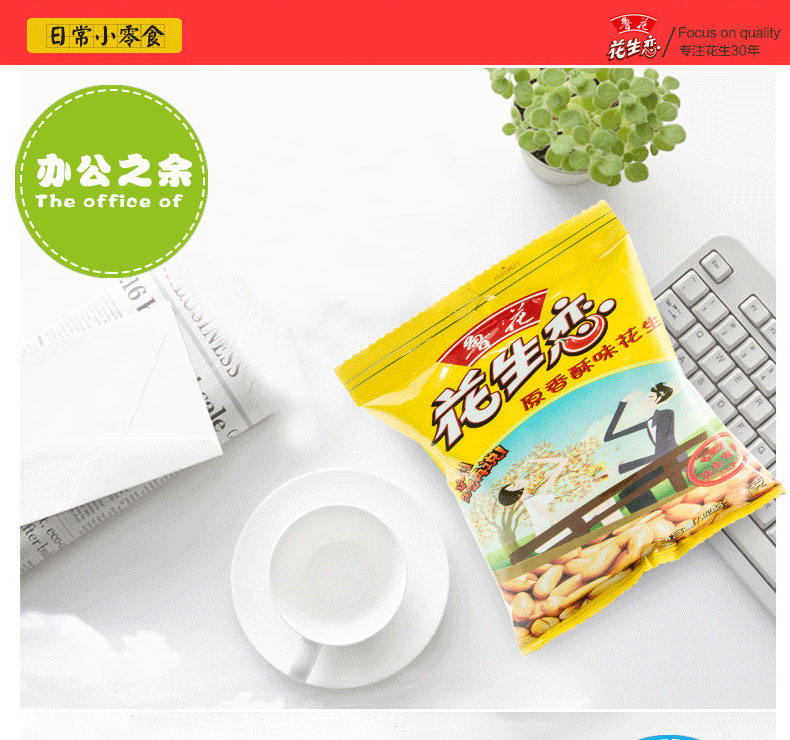 日常小零食
鲁花
花生恋
Focus on quality
专注花生30年
办公之余
The office of
BUSINESS
鲁花
花生恋
原香酥味花生